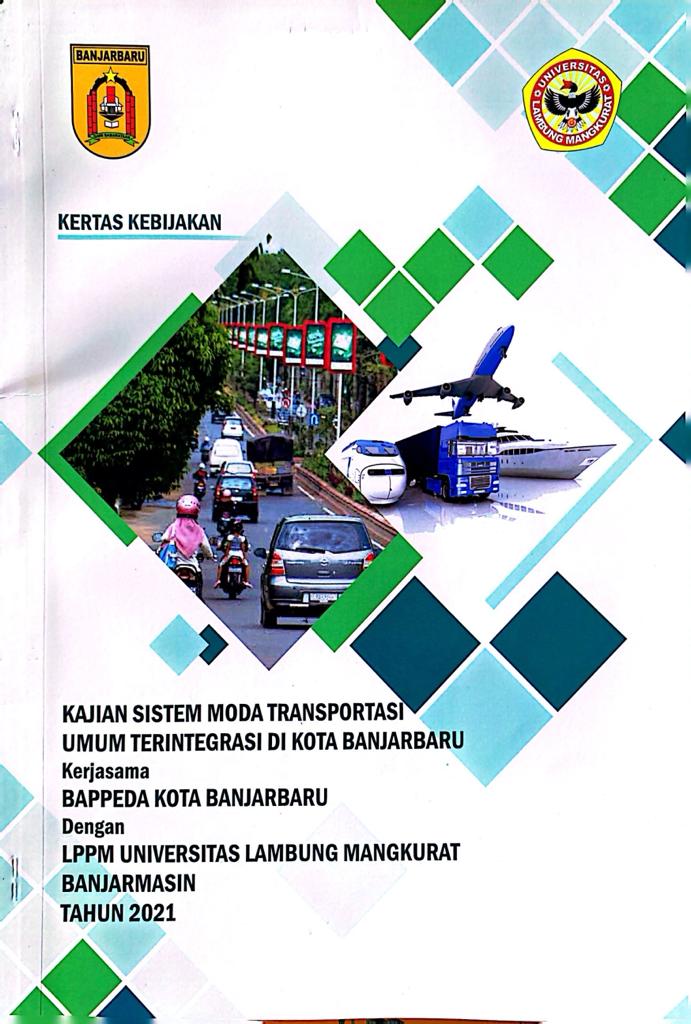 BANJARBARU
UNIVERSITAS
LAMBUNG MANGKURAT
KERTAS KEBIJAKAN
KAJIAN SISTEM MODA TRANSPORTASI
UMUM TERINTEGRASI DI KOTA BANJARBARU
Kerjasama
BAPPEDA KOTA BANJARBARU
Dengan
LPPM UNIVERSITAS LAMBUNG MANGKURAT
BANJARMASIN
TAHUN 2021